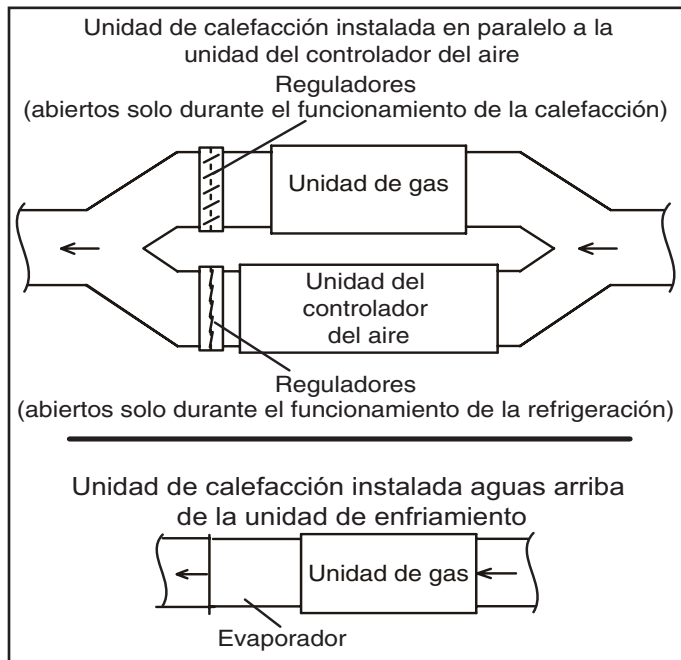 Unidad de calefacción instalada en paralelo a la
unidad del controlador del aire
Reguladores
(abiertos solo durante el funcionamiento de la calefacción)
Unidad de gas
Unidad del
controlador
del aire
Reguladores
(abiertos solo durante el funcionamiento de la refrigeración)
Unidad de calefacción instalada aguas arriba
de la unidad de enfriamiento
Unidad de gas
Evaporador